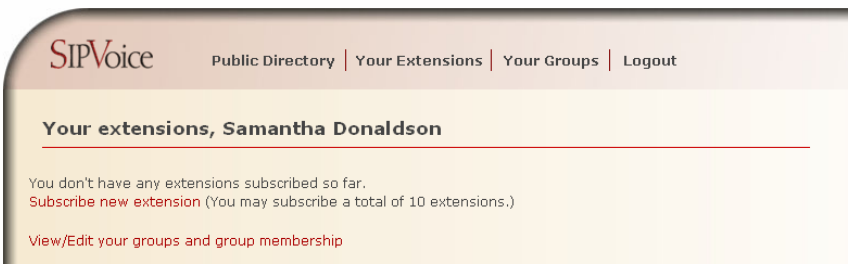 SIPVoice
Public Directory | Your Extensions | Your Groups | Logout
Your extensions, Samantha Donaldson
You don't have any extensions subscribed so far.
Subscribe new extension (You may subscribe a total of 10 extensions.)
View/Edit your groups and group membership